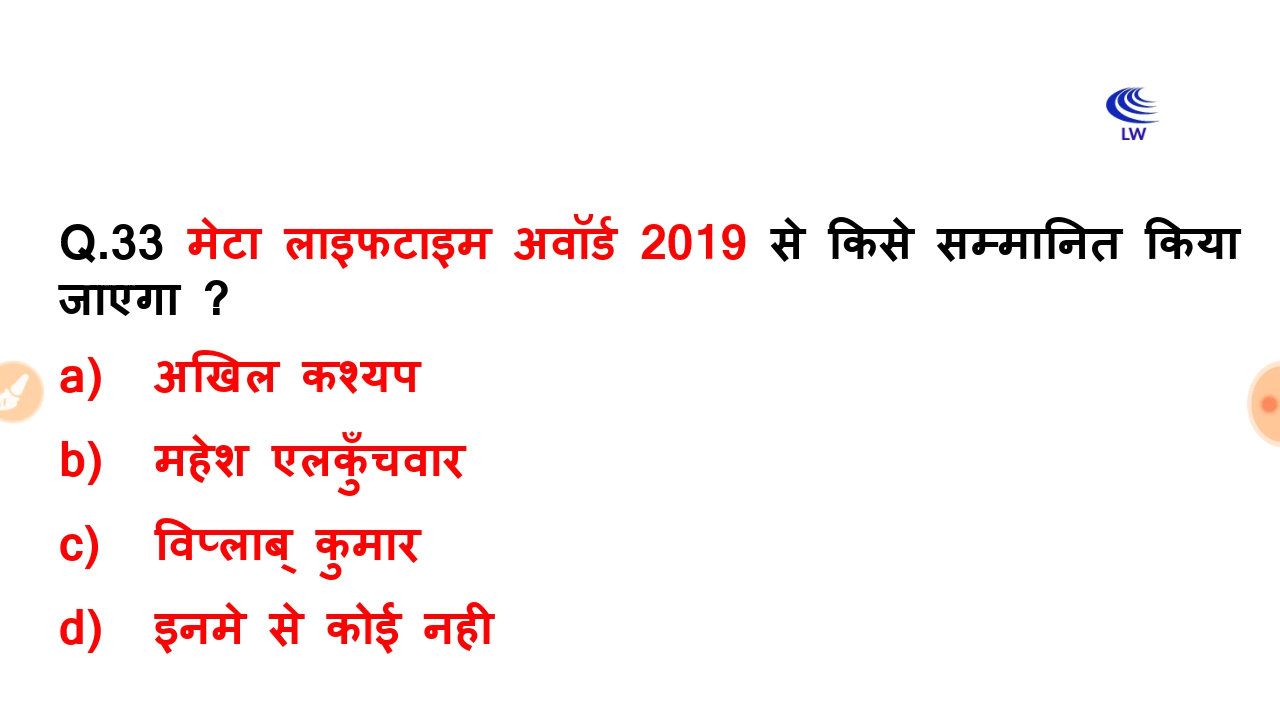 LW
Q.33 मेटा लाइफटाइम अवॉर्ड 2019 से किसे सम्मानित किया
जाएगा ?
a) अखिल कश्यप
b) महेश एलकुँचवार
c) विप्लाब् कुमार
d) इनमे से कोई नही